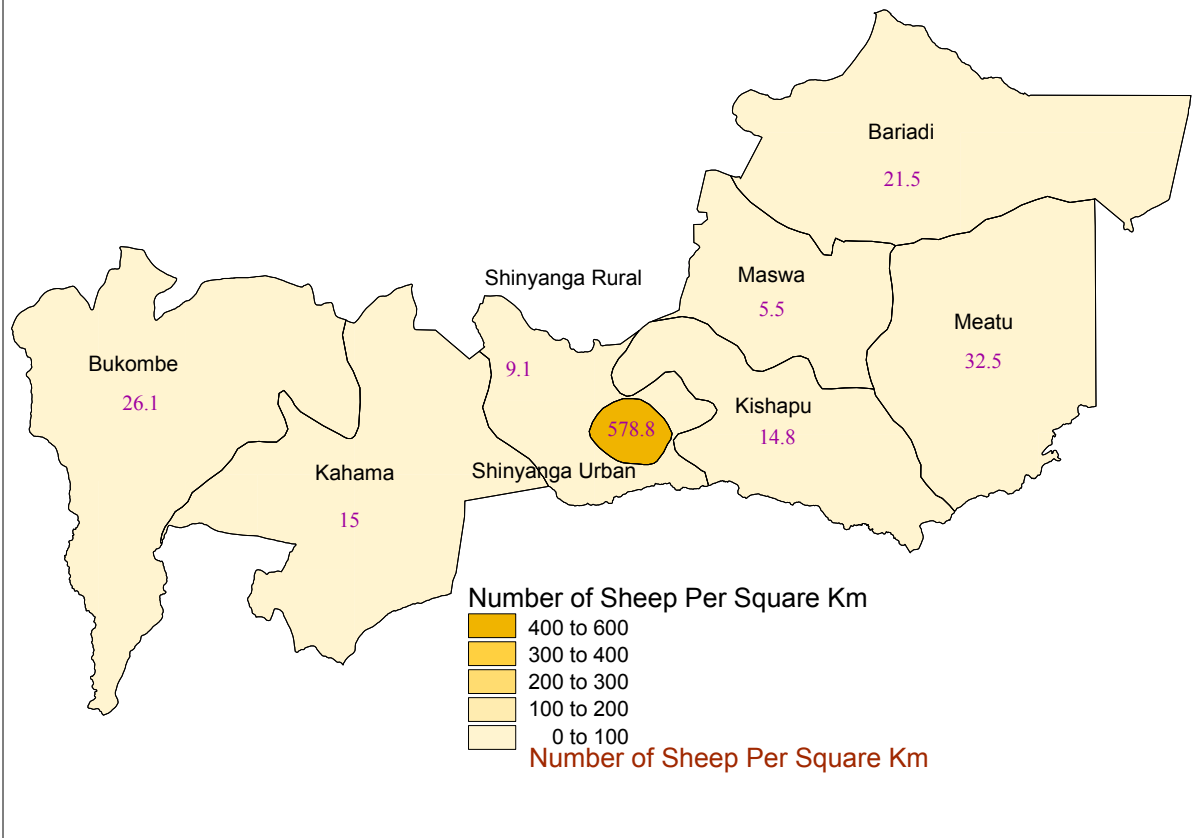 Bariadi
21.5
Shinyanga Rural
Maswa
5.5
Meatu
32.5
Bukombe
26.1
9.1
Kishapu
14.8
578.8
Kahama
15
Shinyanga Urban
Number of Sheep Per Square Km
400 to 600
300 to 400
200 to 300
100 to 200
0 to 100
Number of Sheep Per Square Km